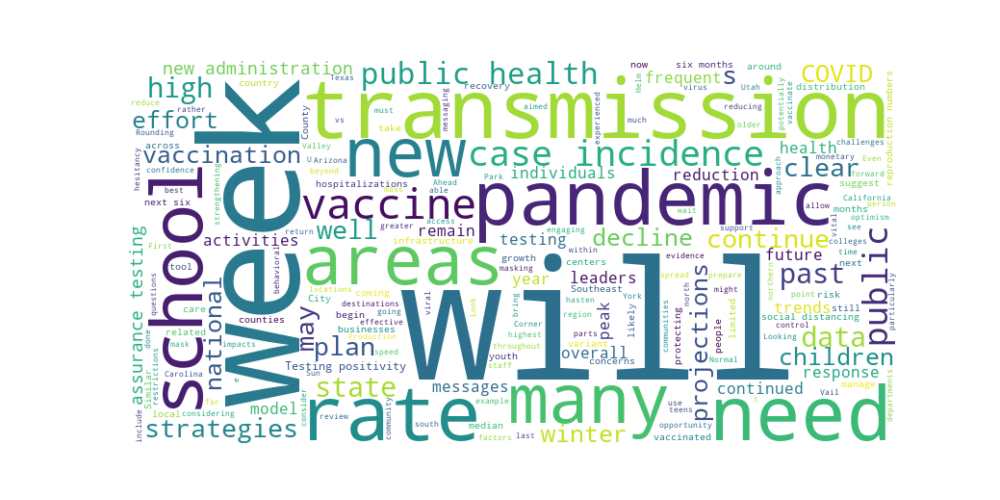 will
week
transmission
pandemic
school
need
many
rate
areas
new
vaccine
case incidence
public health
high
effort
vaccination
new administration
COVID
s
frequent
clear
continue
decline
past
public
data
children
response
projections
plan
state
strategies
national
assurance testing
may
well
winter
overall
peak
leaders
year
testing
individuals
reduction
remain
activities
model
messages
continued
trends
future
health
reproduction numbers
distribution
recovery
six months
now
around
country
Texas
virus
Utah
Helm
reduce
rather
Rounding
across
hesitancy
strengthening
County
vs
must
take
messaging
aimed
experienced
much
reducing
older
potentially
vaccinate
challenges
Even
forward
monetary
approach
suggest
months
California
optimism
person
see
allow
wait
vital
colleges
time
next
risk
still
particularly
northern
point
social distancing
control
Looking
limited
might
people
Normal
north
protecting
prepare
evidence
spread
communities
within
masking
centers
growth
Southeast
engaging
support
access
greater
Park
Ahead
able
mass
hospitalizations
Valley
U
Arizona
beyond
next six
best
First
tool
questions
care
done
related
mask
impacts
restrictions
Similar
Carolina
e
far
local
considering
include
counties
behavioral
return
infrastructure
locations
City
coming
destinations
going
begin
effective
businesses
Production
Testing positivity
speed
Sun
viral
look
bring
hasten
York
Corner
region
highest
throughout
variant
likely
parts
concerns
youth
staff
consider
review
example
community
median
factors
south
last
use
teens
opportunity
vaccinated
manage
Vail
departments